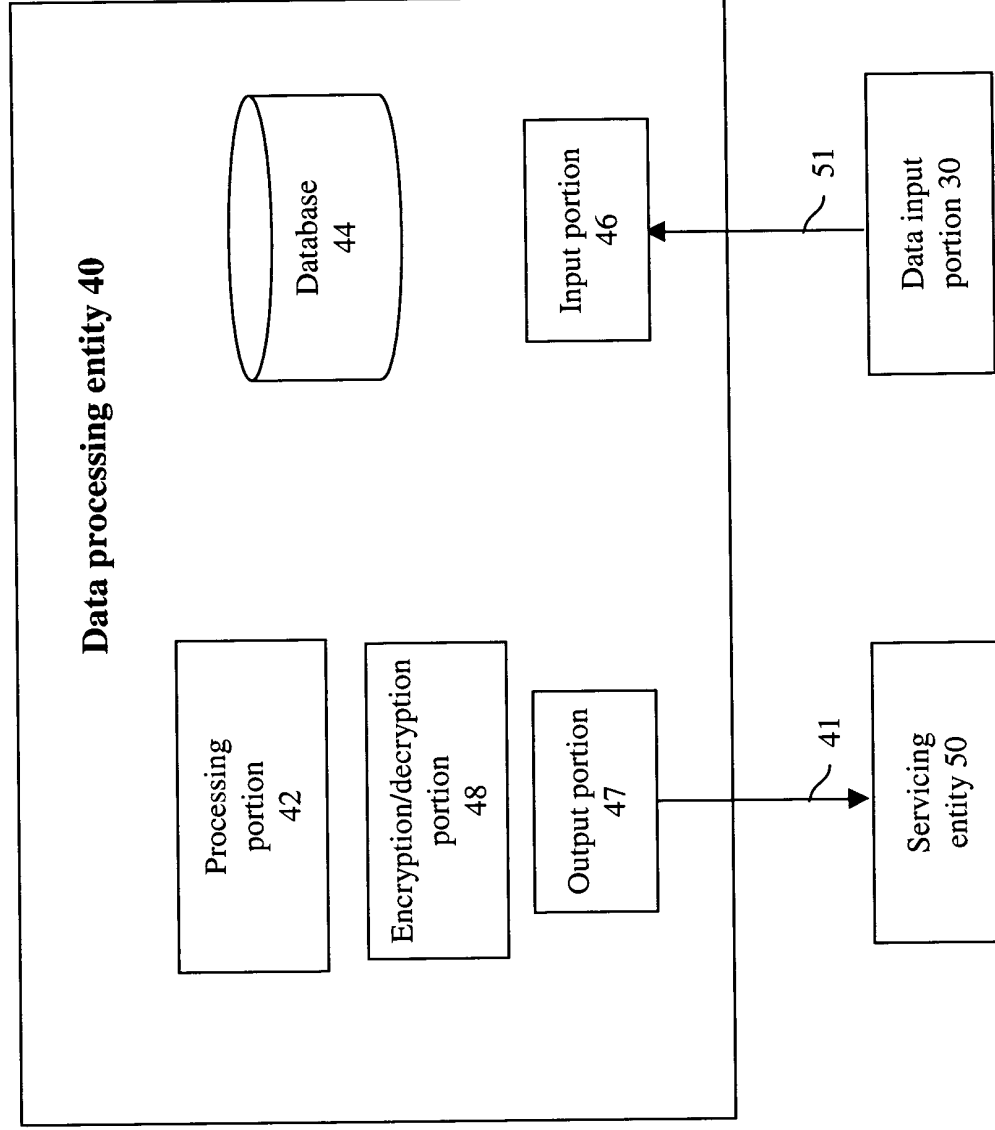 Data processing entity 40
Processing
portion
42
Encryption/decryption
portion
48
Output portion
47
Database
44
Input portion
46
41
51
Servicing
entity 50
Data input
portion 30